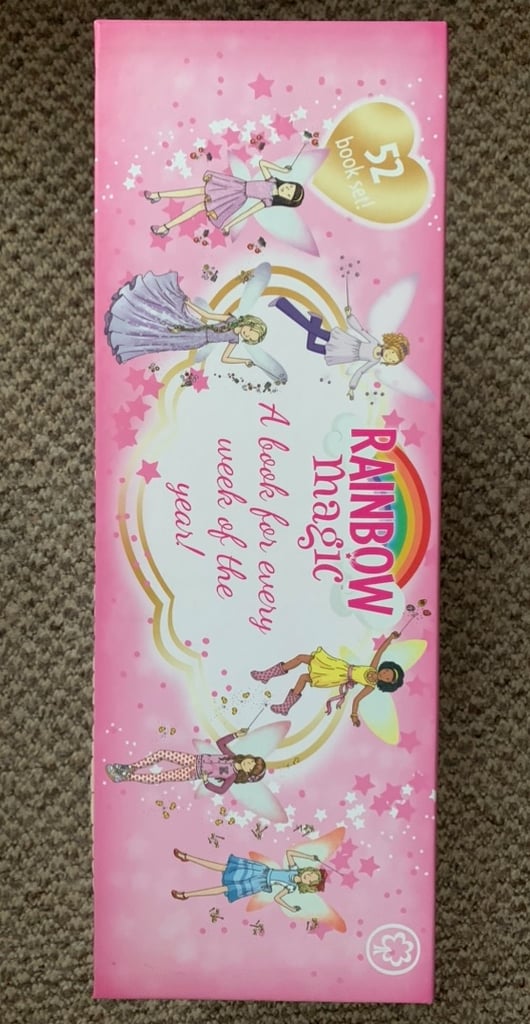 52
book set!
RAINBOW
magic
A book for every
week of the
year!